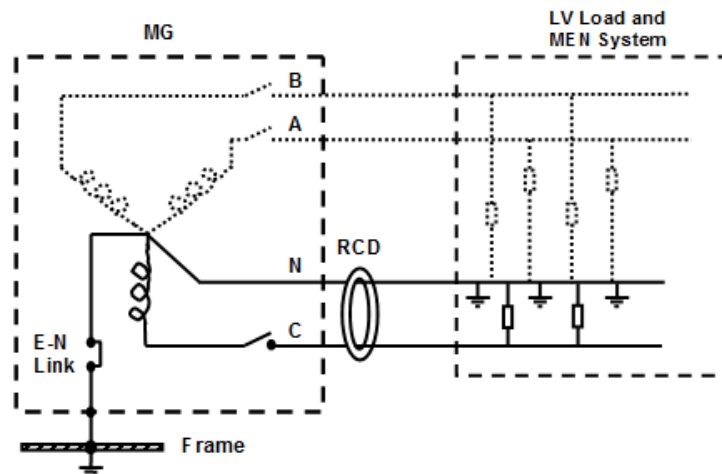 MG
LV Load and
MEN System
B
A
N
RCD
C
E-N
Link
Frame